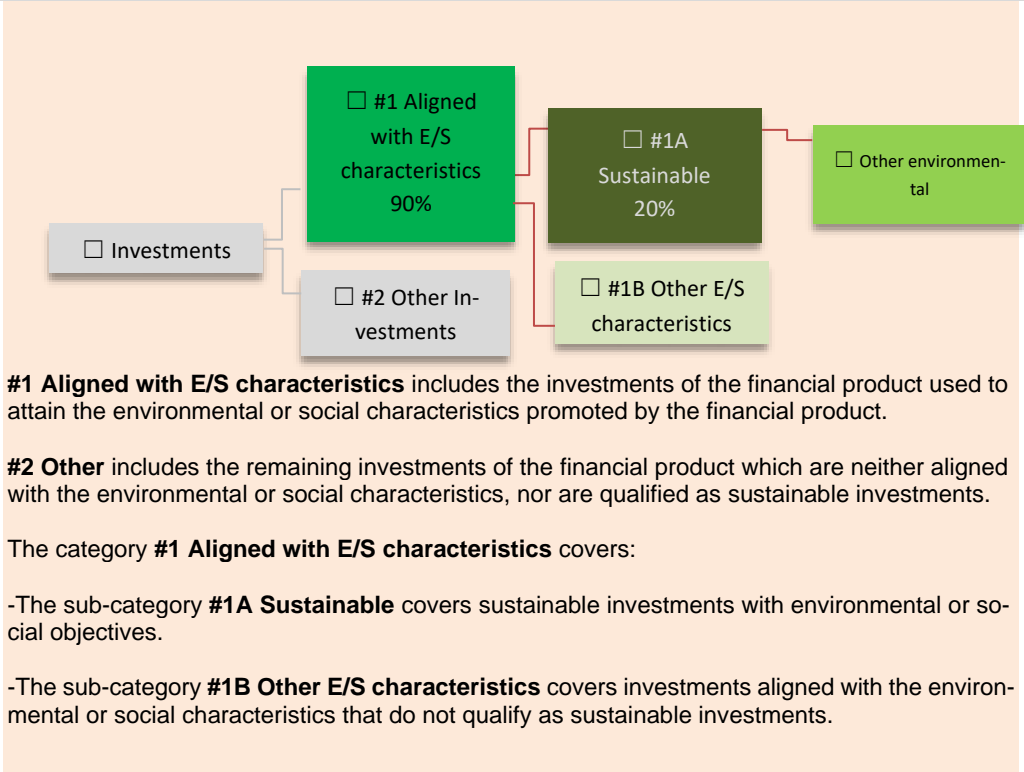 ☐ #1 Aligned
with E/S
characteristics
90%
☐ #1A
Sustainable
20%
☐ Other environmen-
tal
☐ Investments
☐ #2 Other In-
vestments
☐ #1B Other E/S
characteristics
#1 Aligned with E/S characteristics includes the investments of the financial product used to
attain the environmental or social characteristics promoted by the financial product.
#2 Other includes the remaining investments of the financial product which are neither aligned
with the environmental or social characteristics, nor are qualified as sustainable investments.
The category #1 Aligned with E/S characteristics covers:
-The sub-category #1A Sustainable covers sustainable investments with environmental or so-
cial objectives.
-The sub-category #1B Other E/S characteristics covers investments aligned with the environ-
mental or social characteristics that do not qualify as sustainable investments.